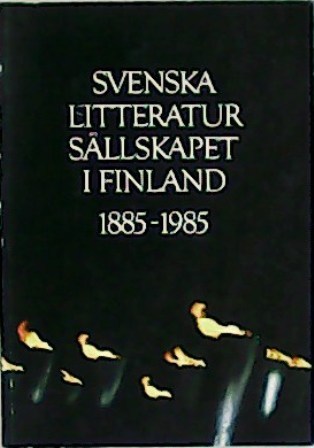 SVENSKA
LITTERATUR
SÄLLSKAPET
I FINLAND
1885-1985